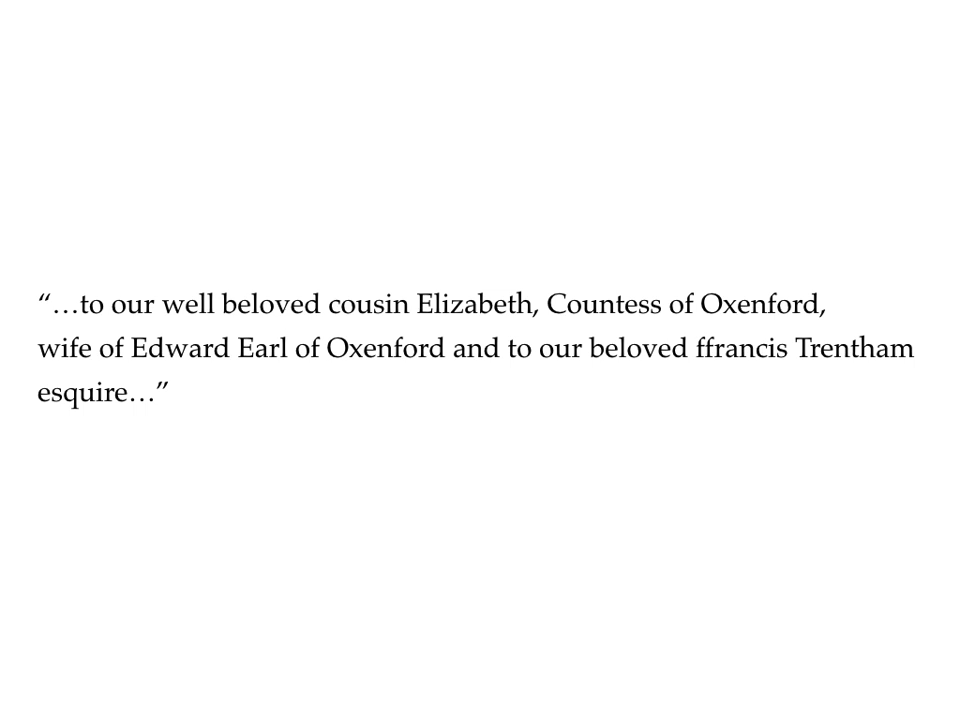 “…to our well beloved cousin Elizabeth, Countess of Oxenford,
wife of Edward Earl of Oxenford and to our beloved ffrancis Trentham
esquire…”